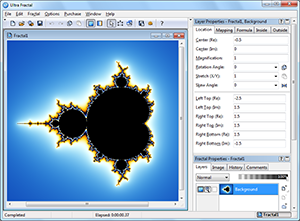 Ultra Fractal
File Edit Fractal Options Purchase Window Help
Fractal1
Layer Properties - Fractal1, Background
Location Mapping Formula Inside Outside
Center (Re): -0.5
Center (Im): 0
Magnification: 1
Rotation Angle: 0
Stretch (X/Y): 1
Skew Angle: 0
Left Top (Re): -2.5
Left Top (Im): 1.5
Right Top (Re): 1.5
Right Top (Im): 1.5
Right Bottom (Re): 1.5
Right Bottom (Im): -1.5
Fractal Properties - Fractal1
Layers Image History Comments
Normal
Background
Completed
Elapsed: 0:00:00.37
Fractal1